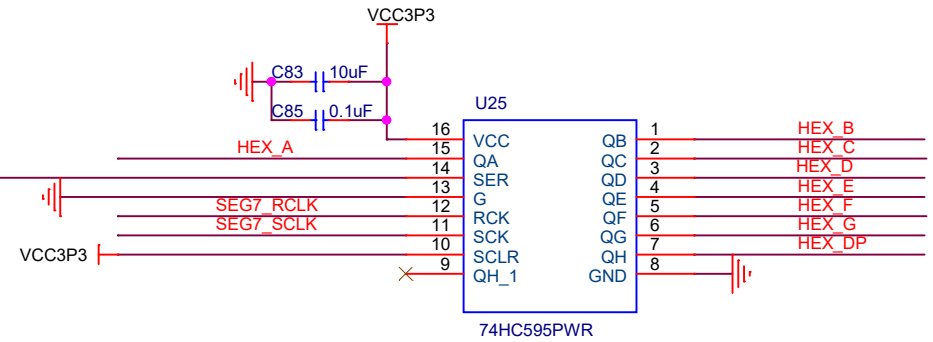 VCC3P3
C83 10uF
C85 0.1uF
U25
16 VCC QB 1 HEX_B
HEX_A 15 QA QC 2 HEX_C
14 SER QD 3 HEX_D
13 G QE 4 HEX_E
SEG7_RCLK 12 RCK QF 5 HEX_F
SEG7_SCLK 11 SCK QG 6 HEX_G
VCC3P3 10 SCLR QH 7 HEX_DP
9 QH_1 GND 8
74HC595PWR